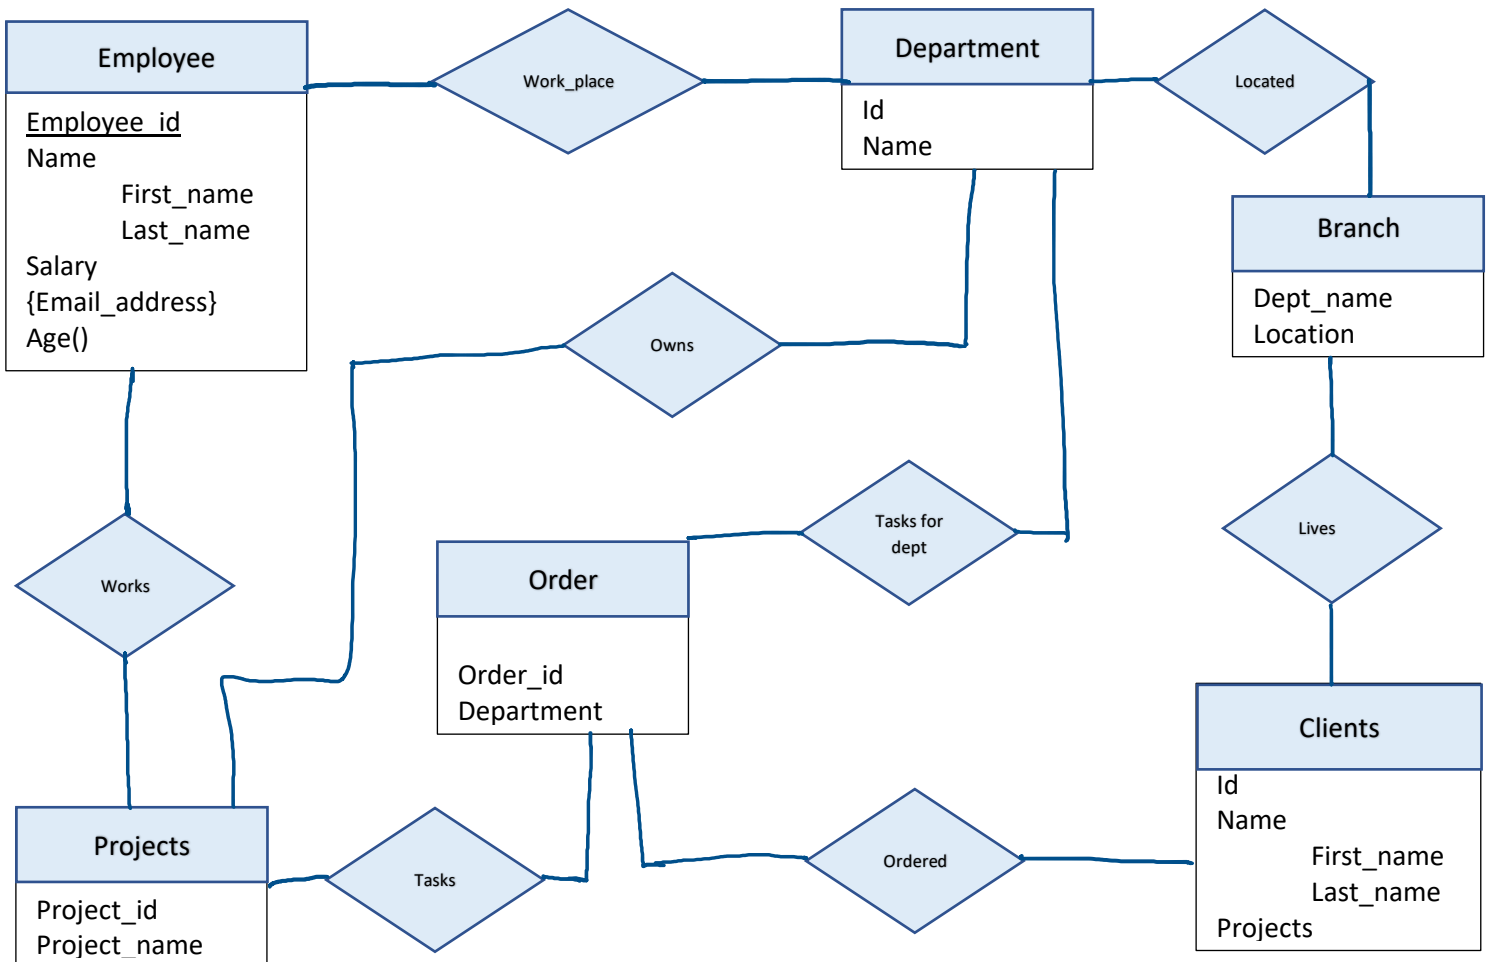 Employee
Employee_id
Name
First_name
Last_name
Salary
{Email_address}
Age()
Work_place
Department
Id
Name
Located
Branch
Dept_name
Location
Owns
Tasks for
dept
Lives
Works
Order
Order_id
Department
Clients
Id
Name
First_name
Last_name
Projects
Projects
Project_id
Project_name
Tasks
Ordered